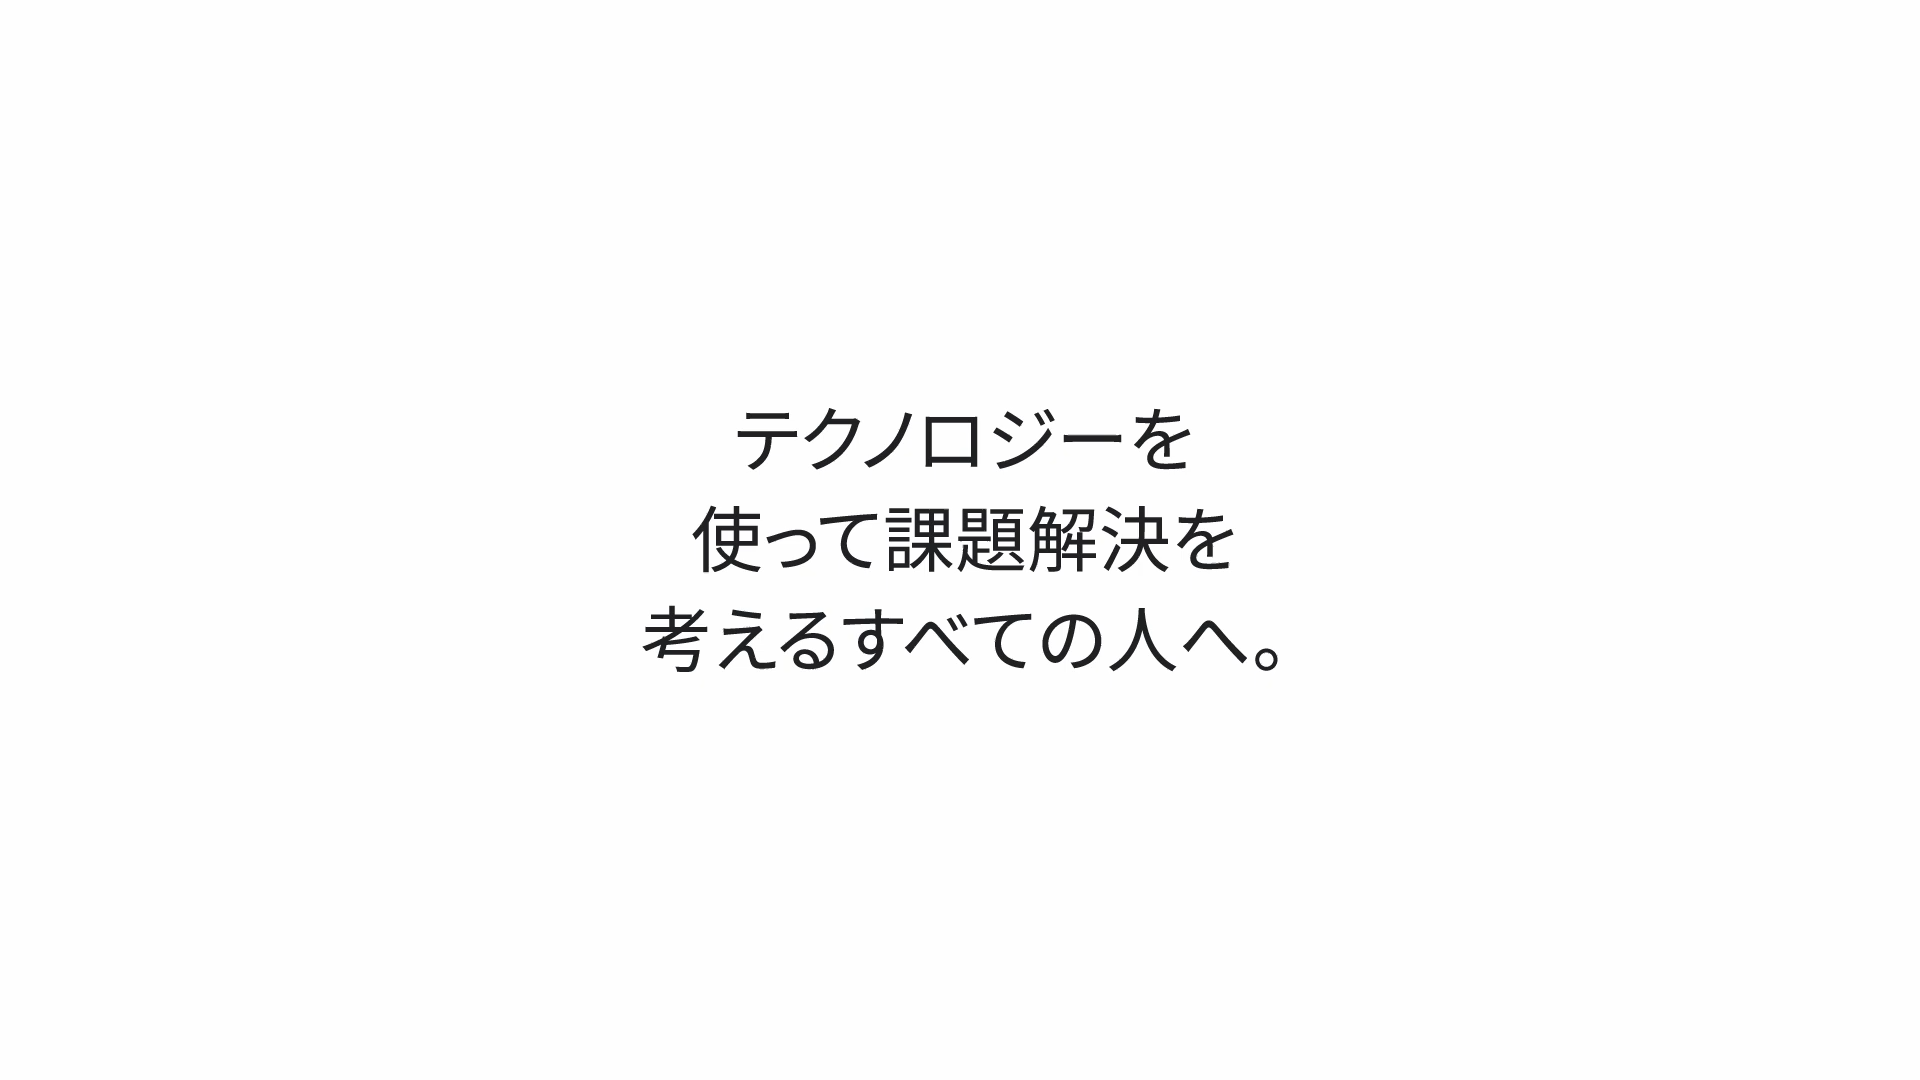 テクノロジーを
使って課題解決を
考えるすべての人へ。